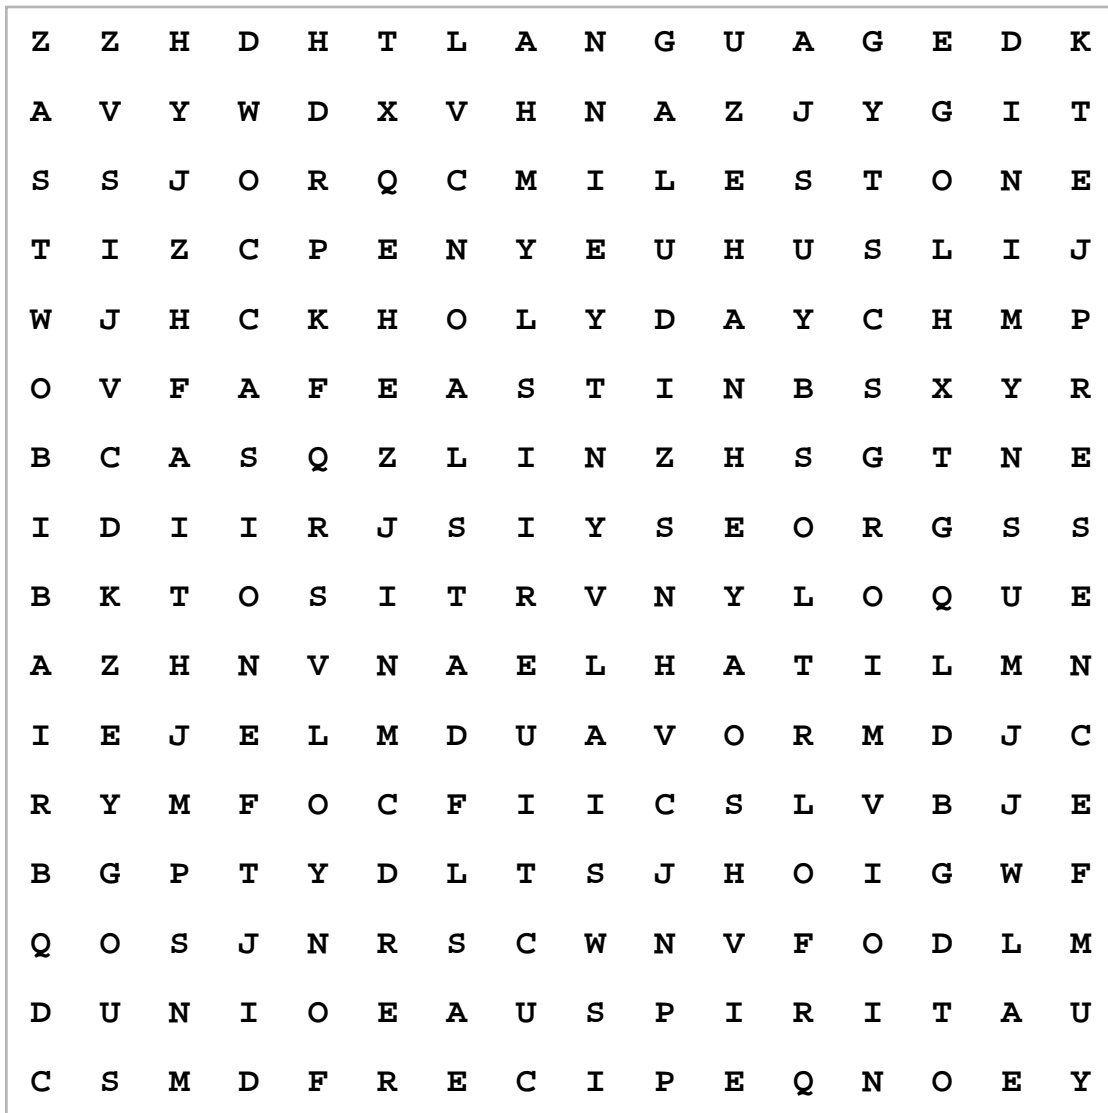 Z Z H D H T L A N G U A G E D K
A V Y W D X V H N A Z J Y G I T
S S J O R Q C M I L E S T O N E
T I Z C P E N Y E U H U S L I J
W J H C K H O L Y D A Y C H M P
O V F A F E A S T I N B S X Y R
B C A S Q Z L I N Z H S G T N E
I D I I R J S I Y S E O R G S S
B K T O S I T R V N Y L O Q U E
A Z H N V N A E L H A T I L M N
I E J E L M D U A V O R M D J C
R Y M F O C F I I C S L V B J E
B G P T Y D L T S J H O I G W F
Q O S J N R S C W N V F O D L M
D U N I O E A U S P I R I T A U
C S M D F R E C I P E Q N O E Y